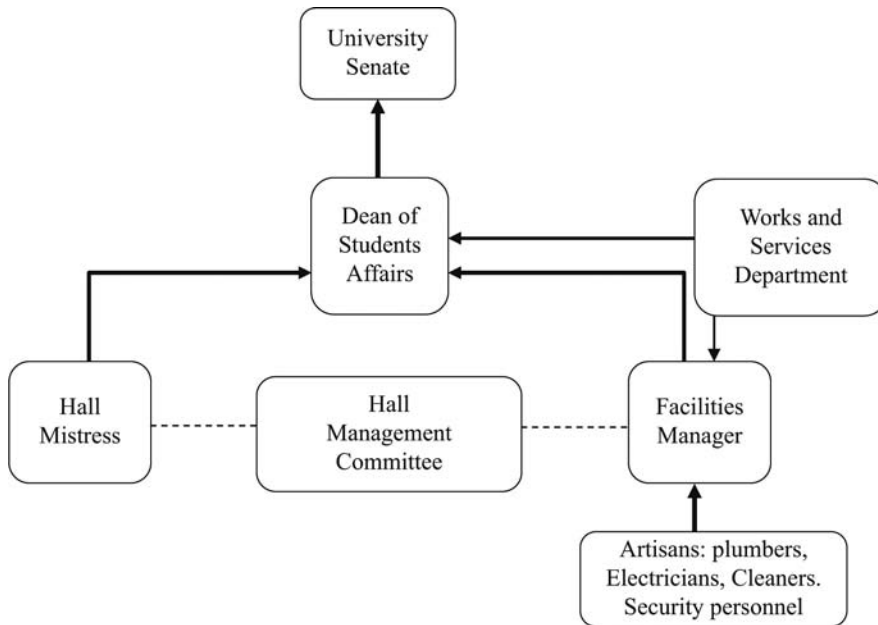 University
Senate
Dean of
Students
Affairs
Works and
Services
Department
Hall
Mistress
Hall
Management
Committee
Facilities
Manager
Artisans: plumbers,
Electricians, Cleaners.
Security personnel